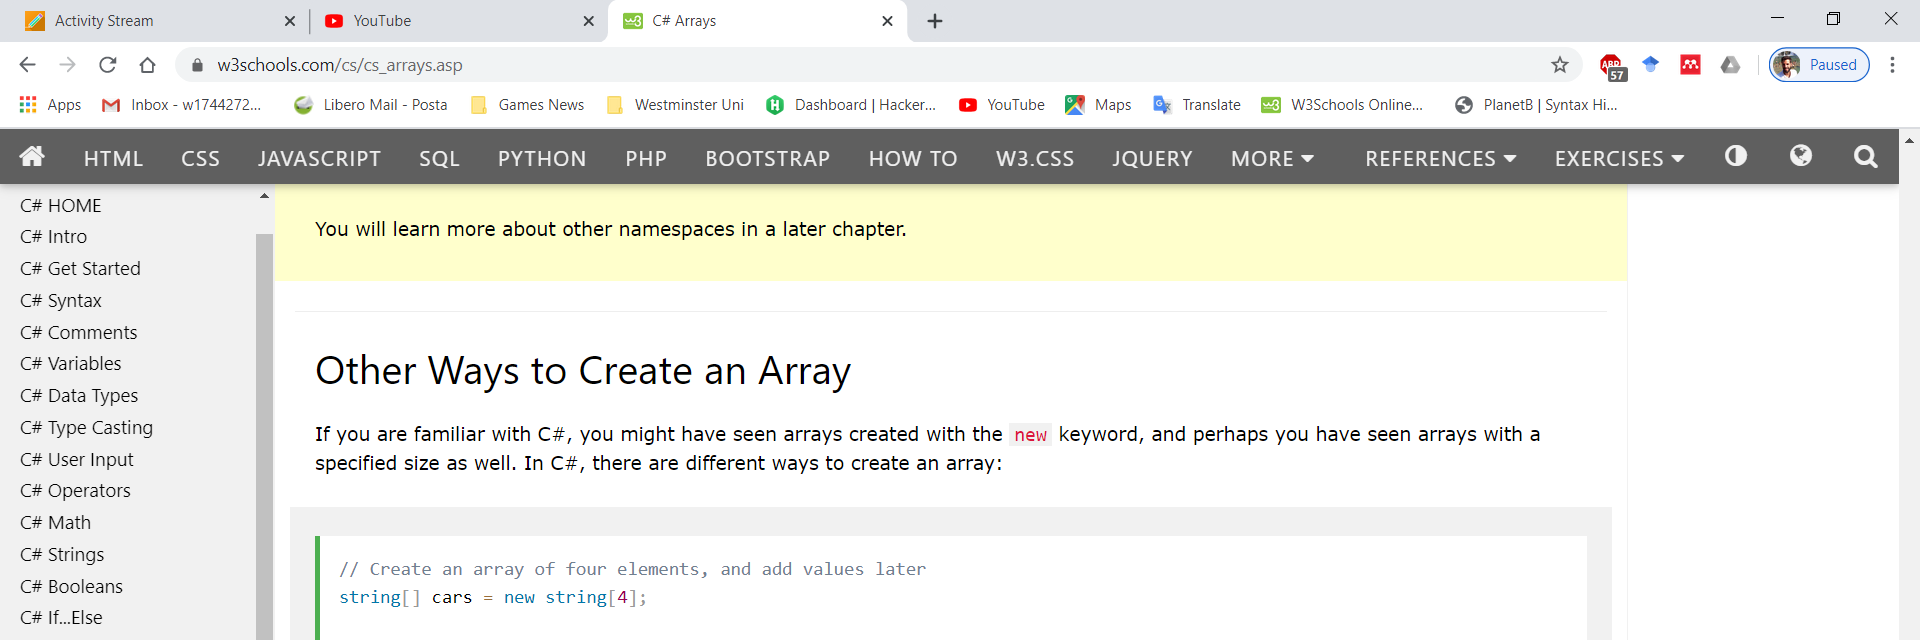 Activity Stream
YouTube
C# Arrays
w3schools.com/cs/cs_arrays.asp
ABP
57
Paused
Apps
Inbox - w1744272...
Libero Mail - Posta
Games News
Westminster Uni
Dashboard | Hacker...
YouTube
Maps
Translate
W3Schools Online...
PlanetB | Syntax Hi...
HTML CSS JAVASCRIPT SQL PYTHON PHP BOOTSTRAP HOW TO W3.CSS JQUERY MORE REFERENCES EXERCISES
C# HOME
C# Intro
C# Get Started
C# Syntax
C# Comments
C# Variables
C# Data Types
C# Type Casting
C# User Input
C# Operators
C# Math
C# Strings
C# Booleans
C# If...Else
You will learn more about other namespaces in a later chapter.
Other Ways to Create an Array
If you are familiar with C#, you might have seen arrays created with the new keyword, and perhaps you have seen arrays with a
specified size as well. In C#, there are different ways to create an array:
// Create an array of four elements, and add values later
string[] cars = new string[4];